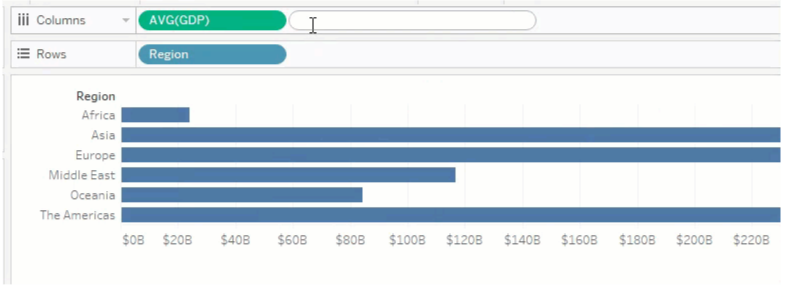 Columns AVG(GDP)
Rows Region
Region
Africa
Asia
Europe
Middle East
Oceania
The Americas
$0B $20B $40B $60B $80B $100B $120B $140B $160B $180B $200B $220B